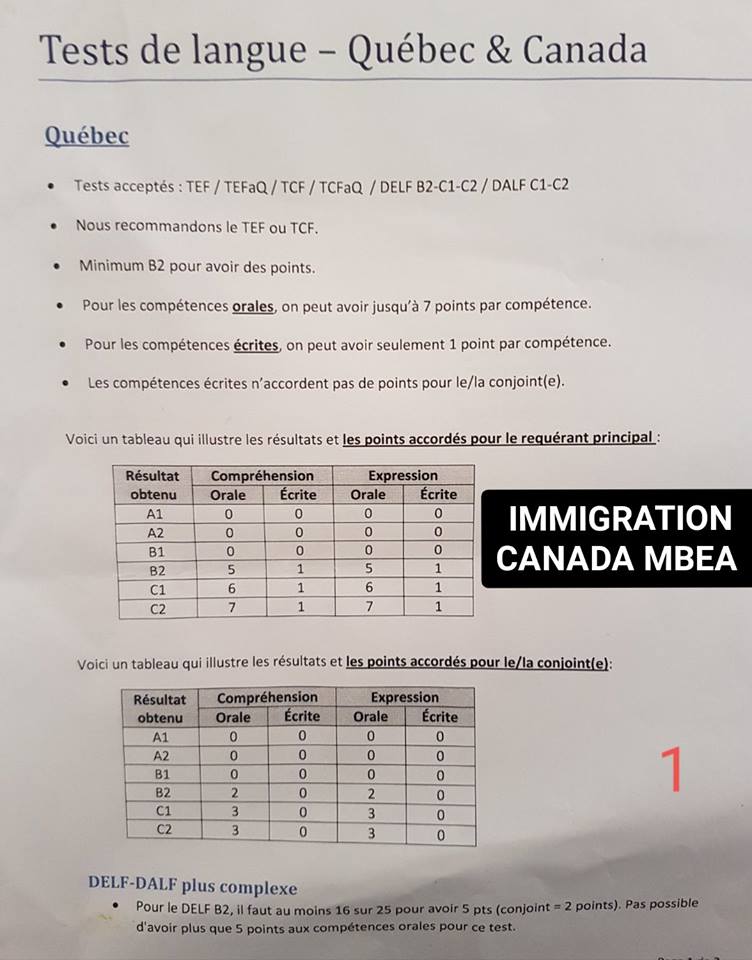 Tests de langue – Québec & Canada
Québec
• Tests acceptés : TEF / TEFaQ / TCF / TCFaQ / DELF B2-C1-C2 / DALF C1-C2
• Nous recommandons le TEF ou TCF.
• Minimum B2 pour avoir des points.
• Pour les compétences orales, on peut avoir jusqu'à 7 points par compétence.
• Pour les compétences écrites, on peut avoir seulement 1 point par compétence.
• Les compétences écrites n'accordent pas de points pour le/la conjoint(e).
Voici un tableau qui illustre les résultats et les points accordés pour le requérant principal :
Résultat Compréhension Expression
obtenu Orale Écrite Orale Écrite
A1 0 0 0 0
A2 0 0 0 0
B1 0 0 0 0
B2 5 1 5 1
C1 6 1 6 1
C2 7 1 7 1
IMMIGRATION
CANADA MBEA
Voici un tableau qui illustre les résultats et les points accordés pour le/la conjoint(e):
Résultat Compréhension Expression
obtenu Orale Écrite Orale Écrite
A1 0 0 0 0
A2 0 0 0 0
B1 0 0 0 0
B2 2 0 2 0
C1 3 0 3 0
C2 3 0 3 0
1
DELF-DALF plus complexe
• Pour le DELF B2, il faut au moins 16 sur 25 pour avoir 5 pts (conjoint = 2 points). Pas possible
d'avoir plus que 5 points aux compétences orales pour ce test.